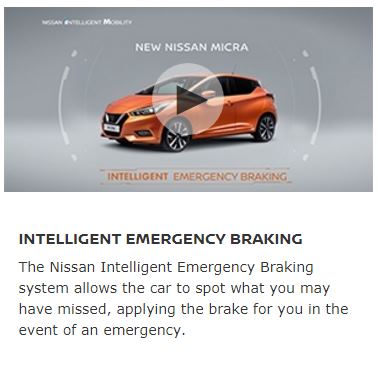 NISSAN INTELLIGENT MOBILITY
NEW NISSAN MICRA
INTELLIGENT EMERGENCY BRAKING
INTELLIGENT EMERGENCY BRAKING
The Nissan Intelligent Emergency Braking
system allows the car to spot what you may
have missed, applying the brake for you in the
event of an emergency.